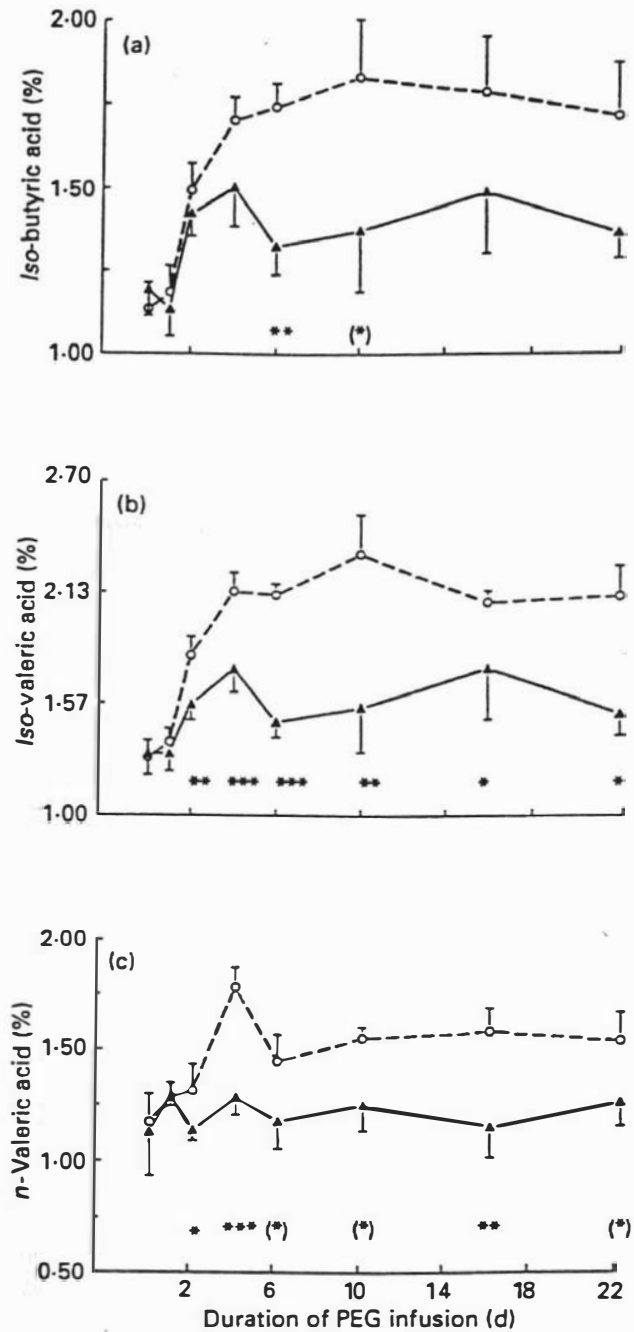 2·00
(a)
Iso-butyric acid (%)
1·50
1·00
** (*)
2·70
(b)
Iso-valeric acid (%)
2·13
1·57
1·00
** *** *** ** * *
2·00
(c)
n-Valeric acid (%)
1·50
1·00
0·50
* *** (*) (*) ** (*)
2 6 10 14 18 22
Duration of PEG infusion (d)